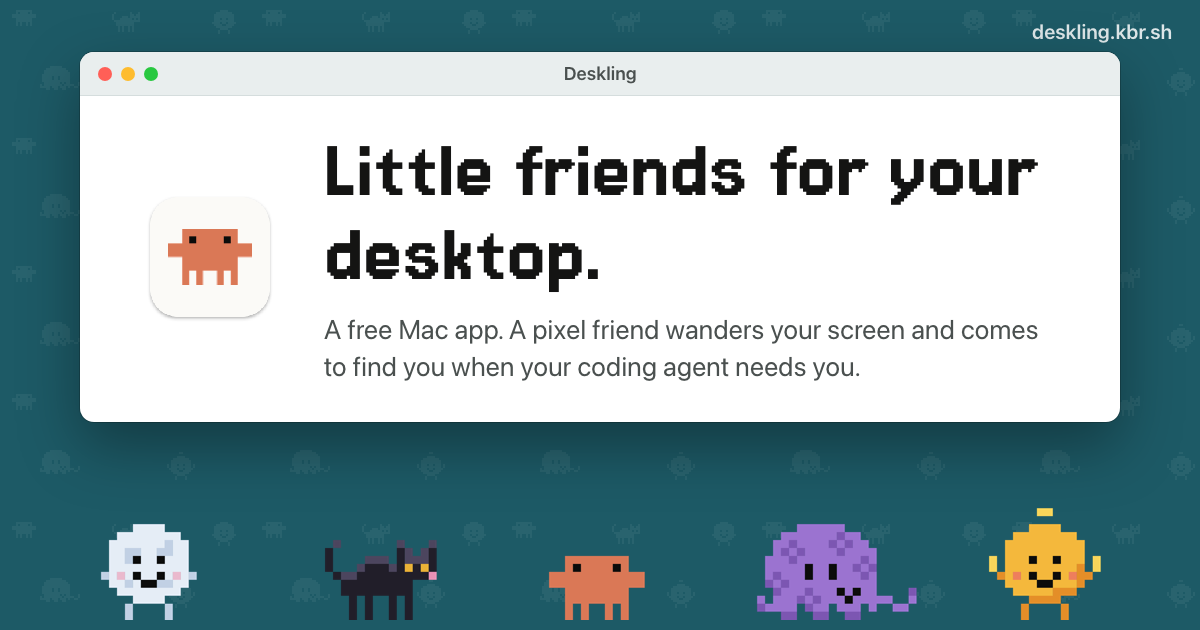 deskling.kbr.sh
Deskling
Little friends for your
desktop.
A free Mac app. A pixel friend wanders your screen and comes
to find you when your coding agent needs you.